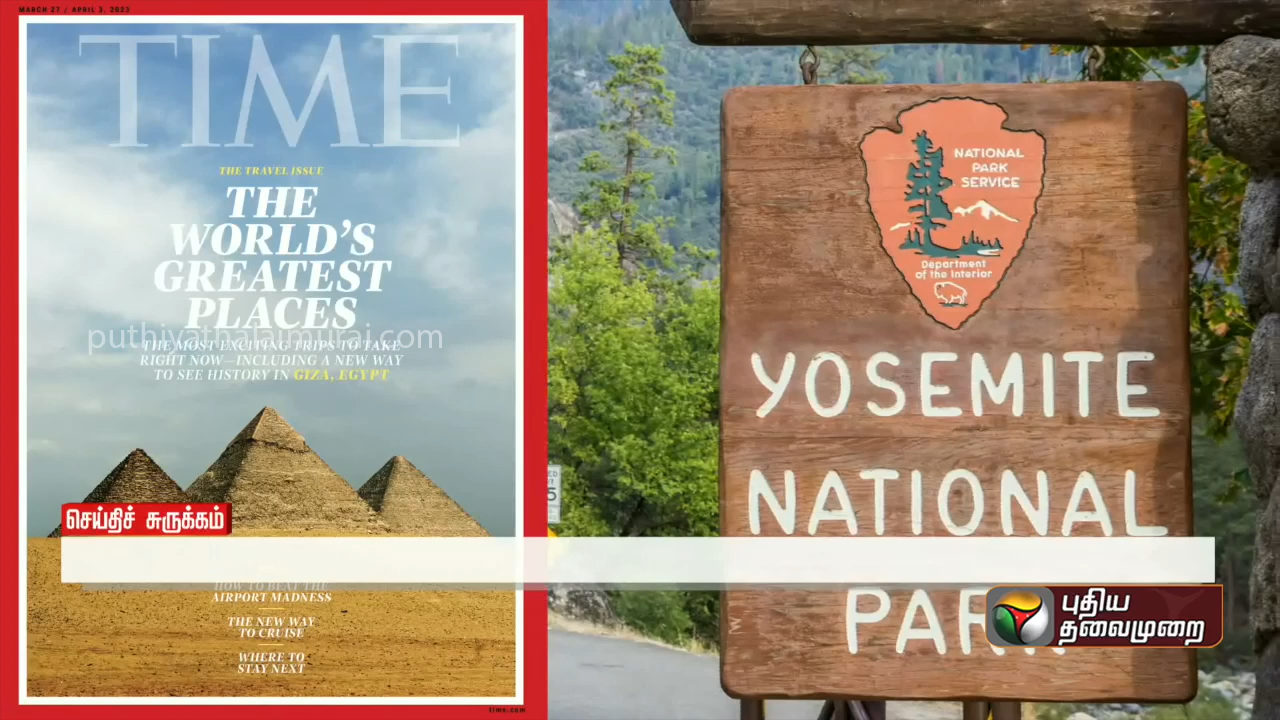 MARCH 27 / APRIL 3, 2023
TIME
THE TRAVEL ISSUE
THE
WORLD'S
GREATEST
PLACES
puthiyathalaimurai.com
THE MOST EXCITING TRIPS TO TAKE
RIGHT NOW—INCLUDING A NEW WAY
TO SEE HISTORY IN GIZA, EGYPT
செய்திச் சுருக்கம்
HOW TO BEAT THE
AIRPORT MADNESS
THE NEW WAY
TO CRUISE
WHERE TO
STAY NEXT
time.com
NATIONAL
PARK
SERVICE
Department
of the Interior
YOSEMITE
NATIONAL
புதிய
தலைமுறை